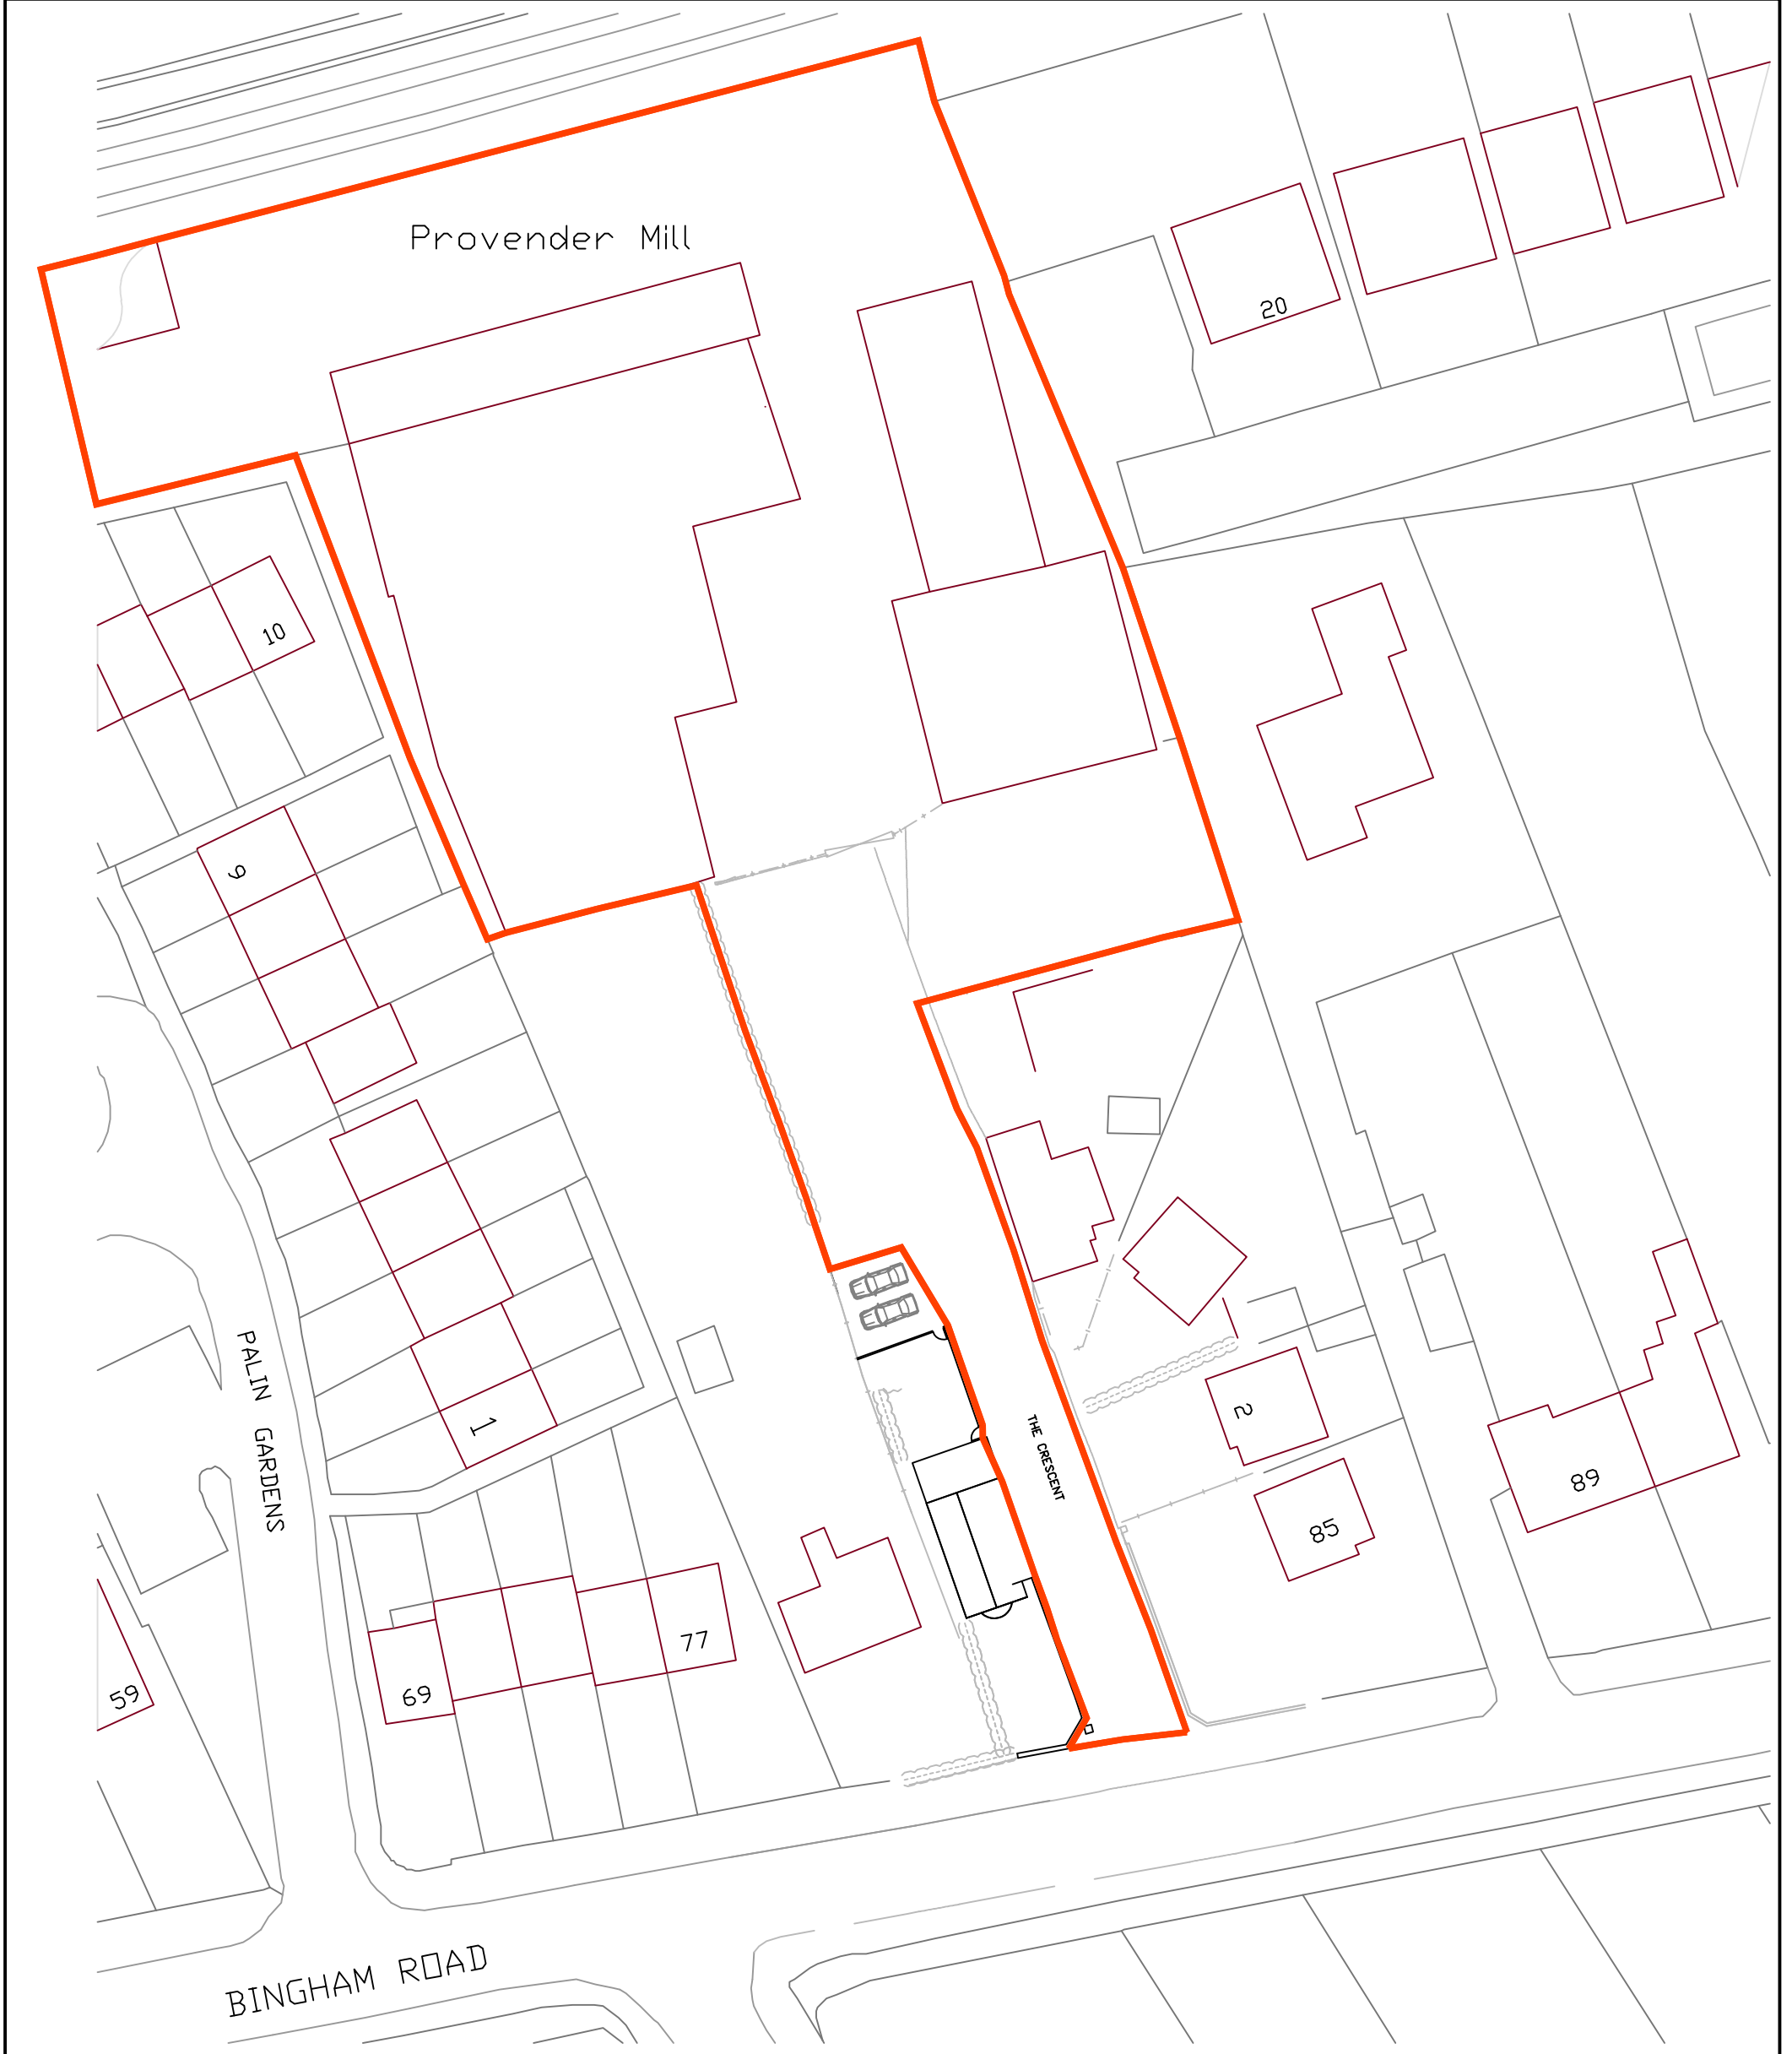 Provender Mill
20
10
9
PALIN GARDENS
1
THE CRESCENT
2
89
85
77
69
59
BINGHAM ROAD